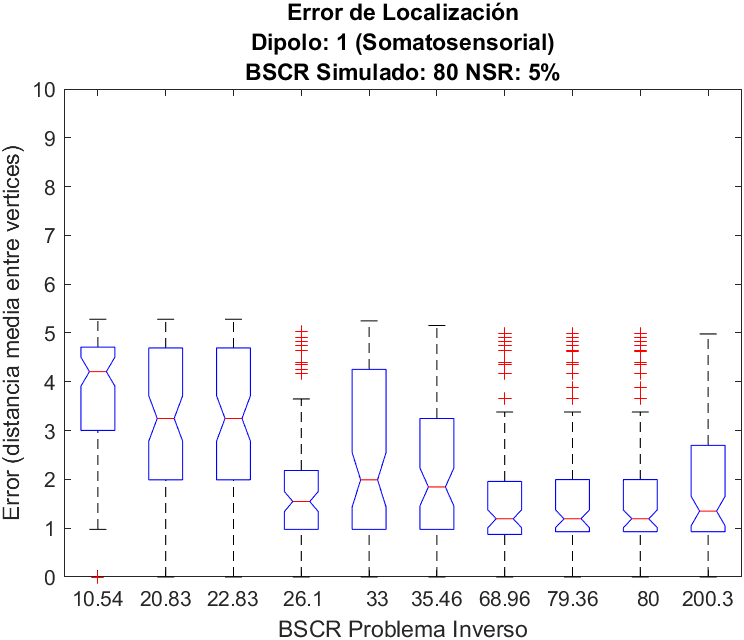 Error de Localización
Dipolo: 1 (Somatosensorial)
BSCR Simulado: 80 NSR: 5%
10
9
8
7
6
5
4
3
2
1
0
Error (distancia media entre vertices)
10.54 20.83 22.83 26.1 33 35.46 68.96 79.36 80 200.3
BSCR Problema Inverso